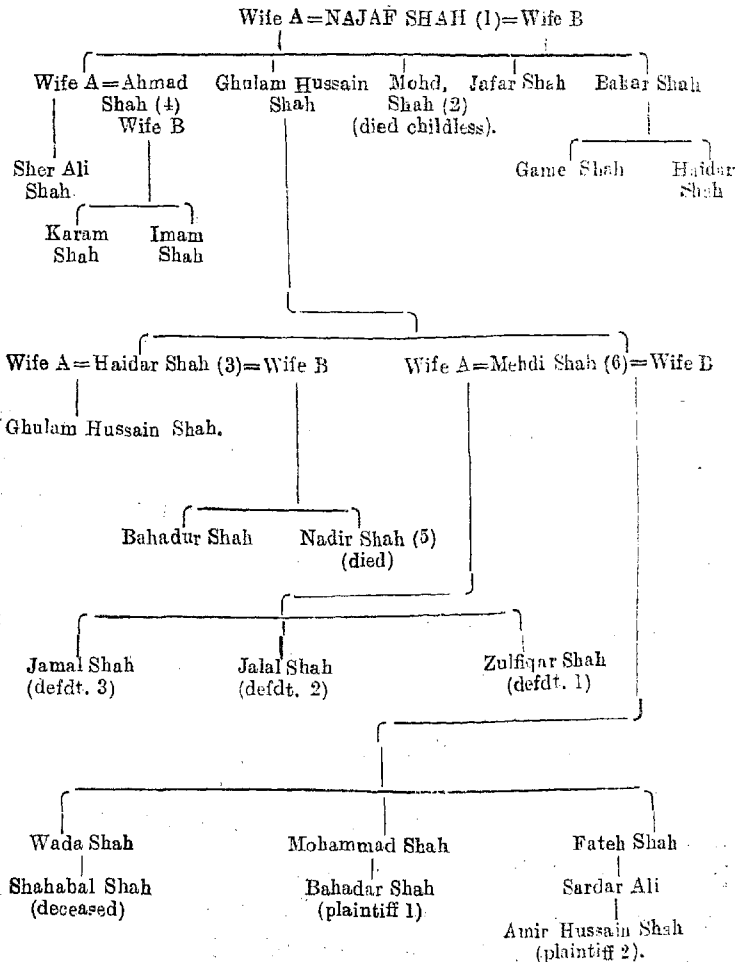 Wife A=NAJAF SHAH (1)=Wife B
Wife A=Ahmad Ghulam Hussain Mohd. Jafar Shah Bakar Shah
Shah (4) Shah Shah (2)
Wife B (died childless).
Sher Ali Game Shah Haidar
Shah. Shah
Karam Imam
Shah Shah
Wife A=Haidar Shah (3)=Wife B Wife A=Mehdi Shah (6)=Wife B
Ghulam Hussain Shah.
Bahadur Shah Nadir Shah (5)
(died)
Jamal Shah Jalal Shah Zulfiqar Shah
(defdt. 3) (defdt. 2) (defdt. 1)
Wada Shah Mohammad Shah Fateh Shah
Shahabal Shah Bahadar Shah Sardar Ali
(deceased) (plaintiff 1)
Amir Hussain Shah
(plaintiff 2).